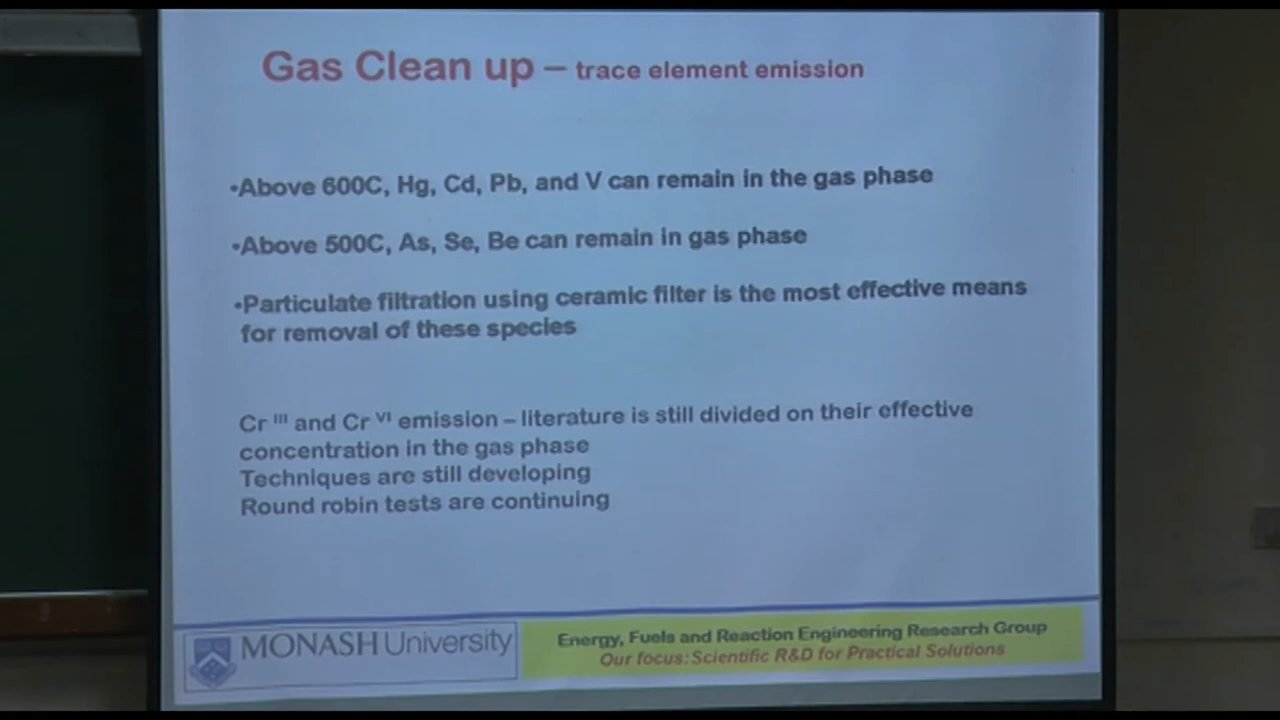 Gas Clean up – trace element emission
•Above 600C, Hg, Cd, Pb, and V can remain in the gas phase
•Above 500C, As, Se, Be can remain in gas phase
•Particulate filtration using ceramic filter is the most effective means
for removal of these species
Cr III and Cr VI emission – literature is still divided on their effective
concentration in the gas phase
Techniques are still developing
Round robin tests are continuing
MONASH University
Energy, Fuels and Reaction Engineering Research Group
Our focus: Scientific R&D for Practical Solutions